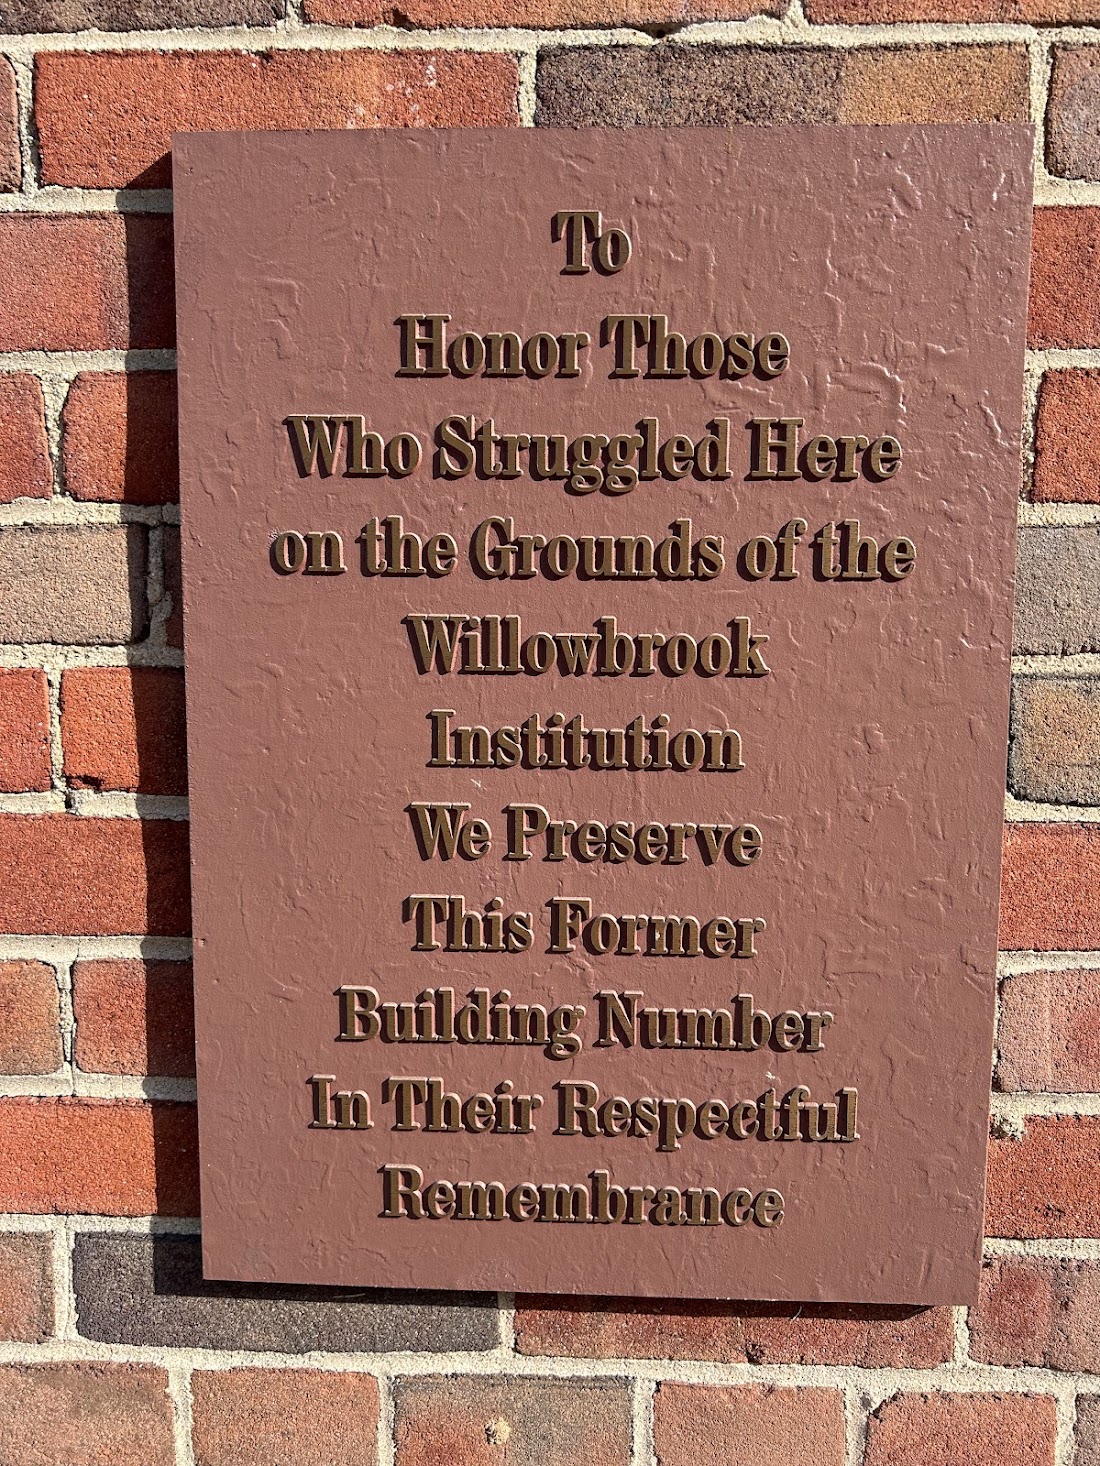 To
Honor Those
Who Struggled Here
on the Grounds of the
Willowbrook
Institution
We Preserve
This Former
Building Number
In Their Respectful
Remembrance